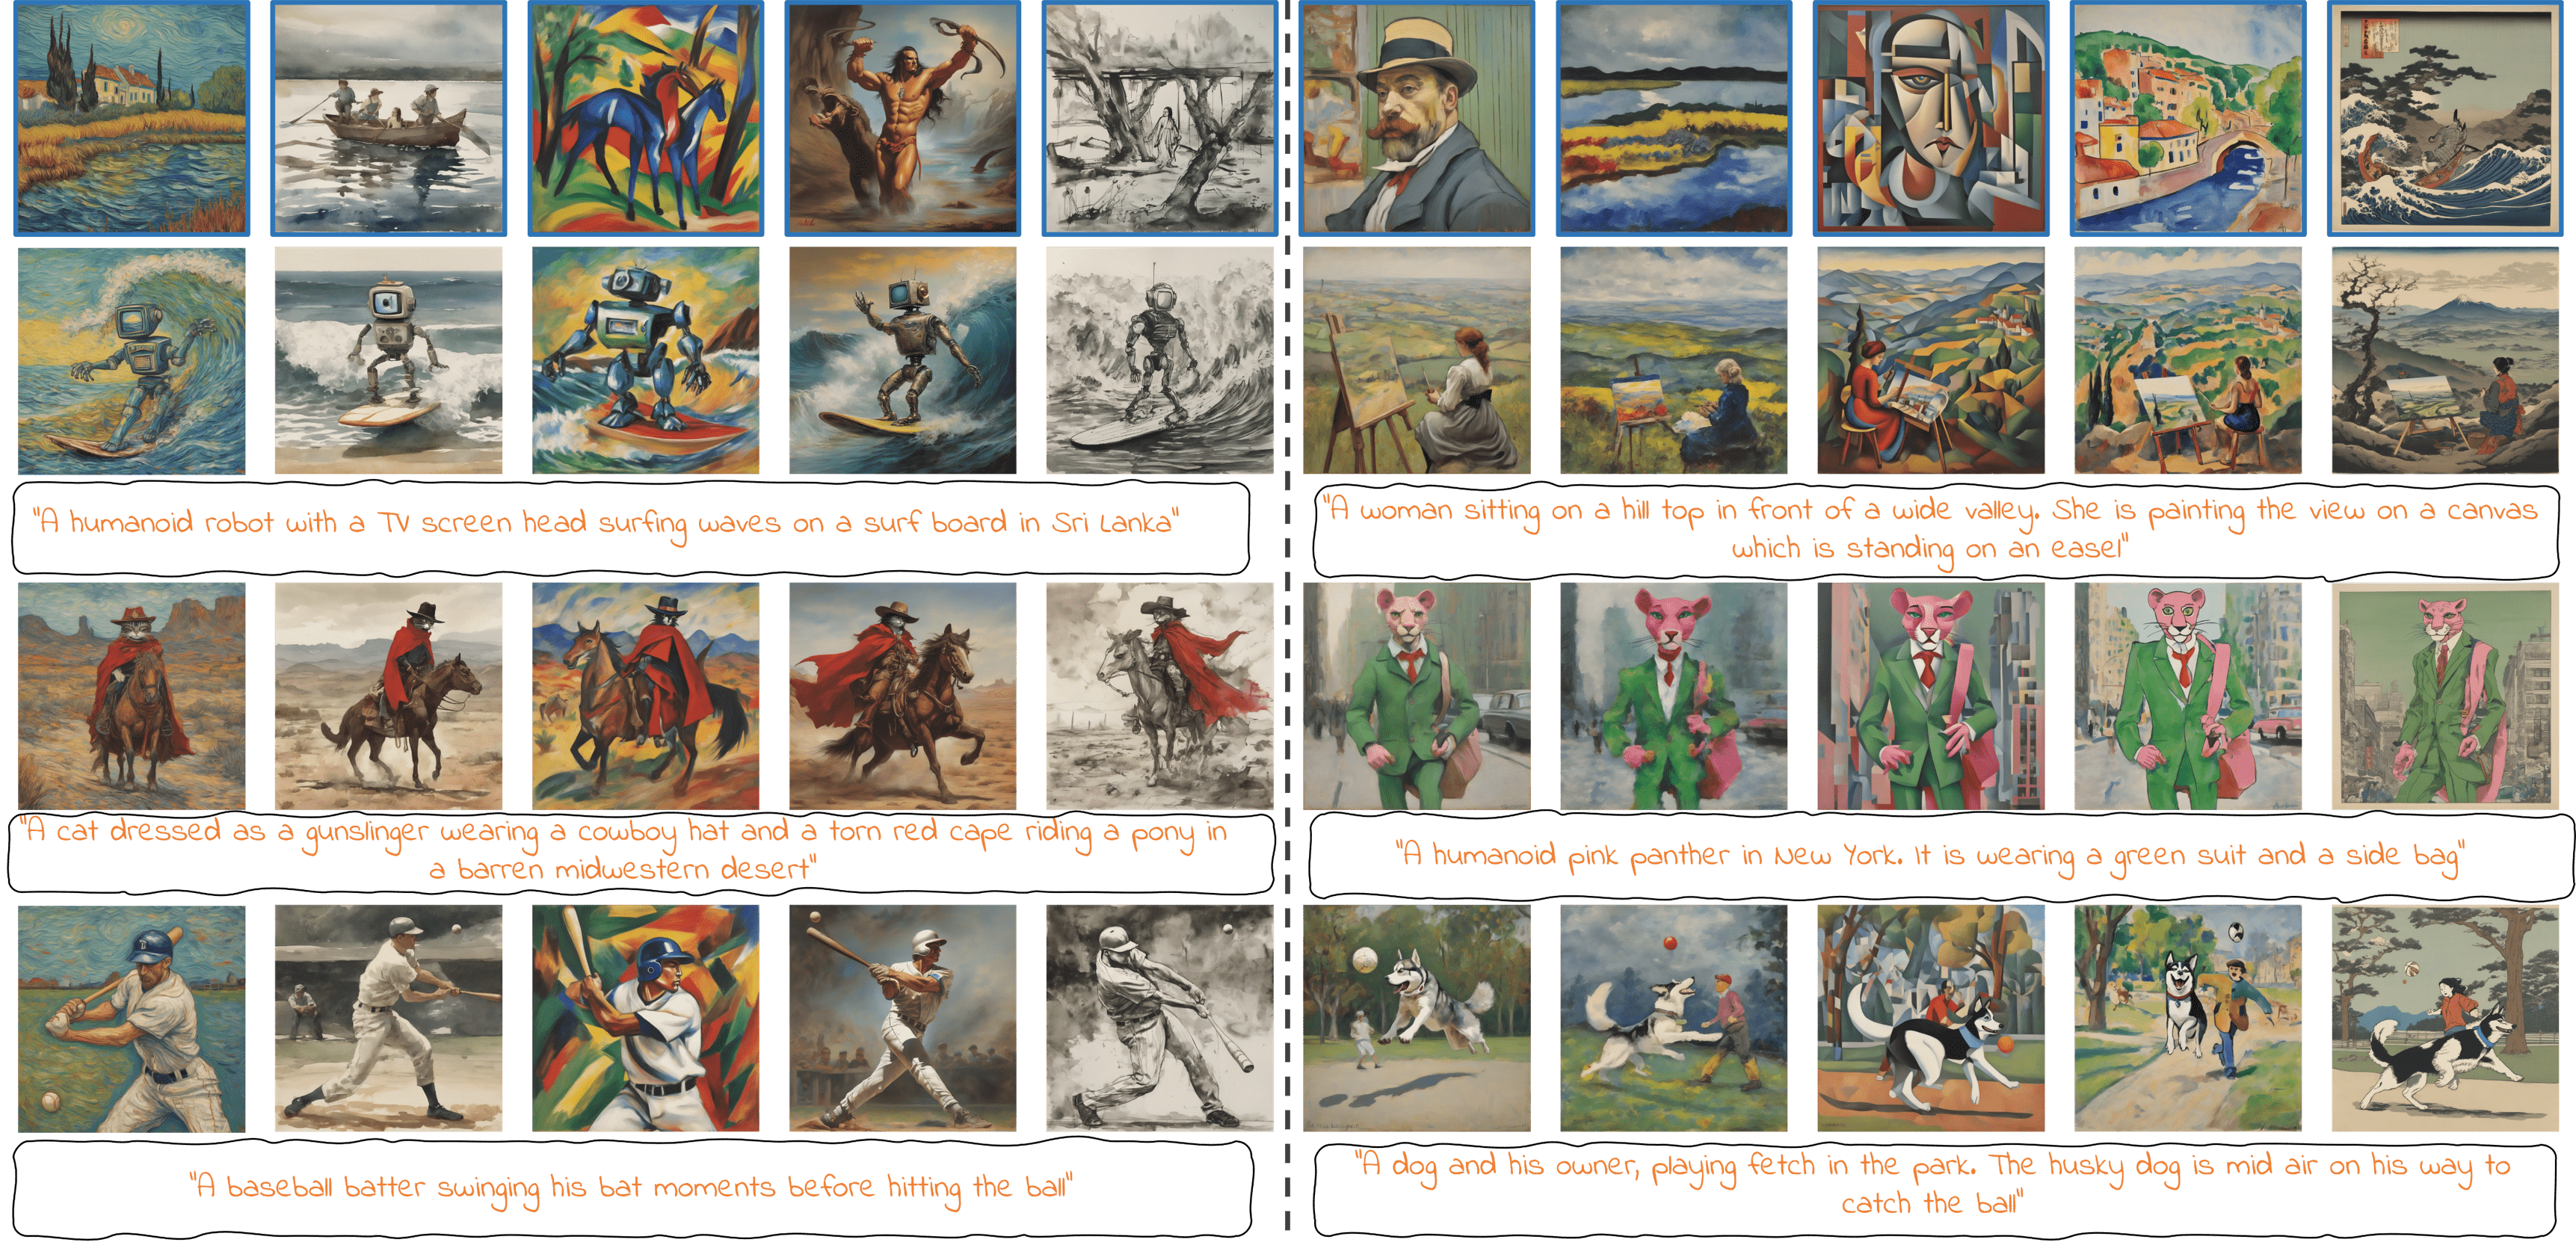 "A humanoid robot with a TV screen head surfing waves on a surf board in Sri Lanka"
"A woman sitting on a hill top in front of a wide valley. She is painting the view on a canvas
which is standing on an easel"
"A cat dressed as a gunslinger wearing a cowboy hat and a torn red cape riding a pony in
a barren midwestern desert"
"A humanoid pink panther in New York. It is wearing a green suit and a side bag"
"A baseball batter swinging his bat moments before hitting the ball"
"A dog and his owner, playing fetch in the park. The husky dog is mid air on his way to
catch the ball"